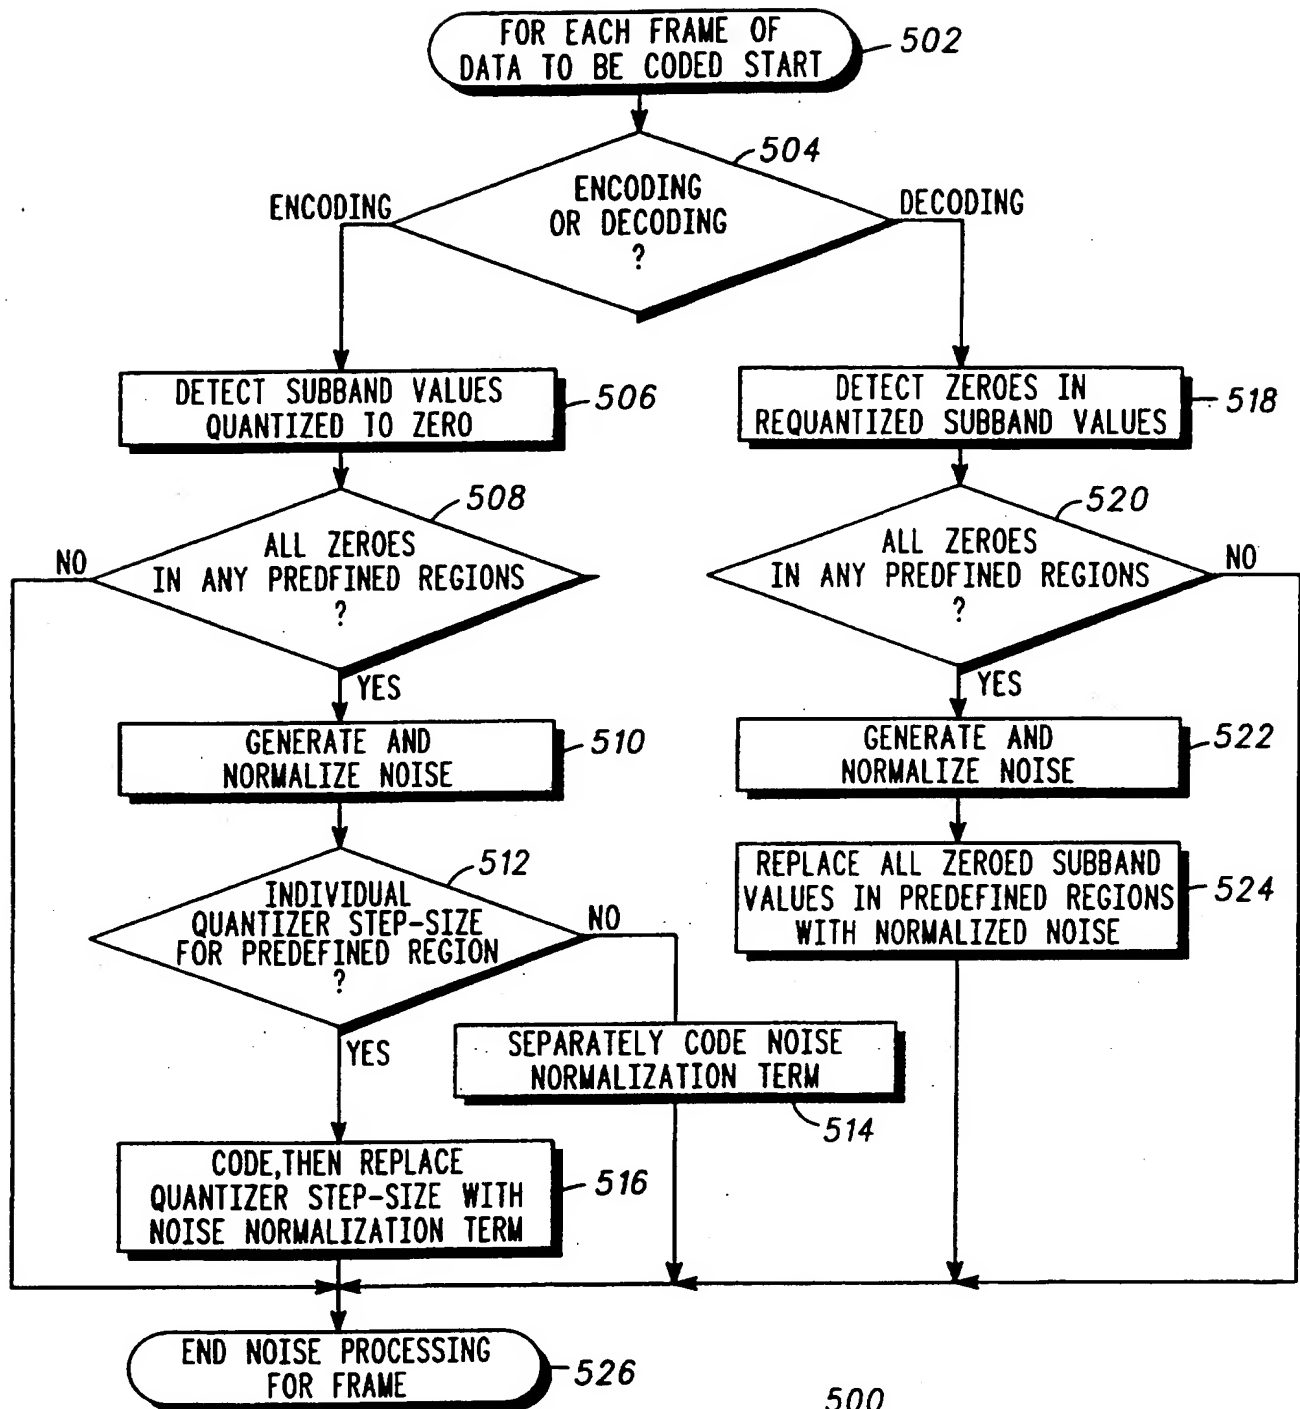 FOR EACH FRAME OF
DATA TO BE CODED START
502
504
ENCODING
OR DECODING
?
ENCODING
DECODING
DETECT SUBBAND VALUES
QUANTIZED TO ZERO
506
DETECT ZEROES IN
REQUANTIZED SUBBAND VALUES
518
508
ALL ZEROES
IN ANY PREDFINED REGIONS
?
NO
YES
520
ALL ZEROES
IN ANY PREDFINED REGIONS
?
NO
YES
GENERATE AND
NORMALIZE NOISE
510
GENERATE AND
NORMALIZE NOISE
522
512
INDIVIDUAL
QUANTIZER STEP-SIZE
FOR PREDEFINED REGION
?
NO
YES
REPLACE ALL ZEROED SUBBAND
VALUES IN PREDEFINED REGIONS
WITH NORMALIZED NOISE
524
SEPARATELY CODE NOISE
NORMALIZATION TERM
514
CODE,THEN REPLACE
QUANTIZER STEP-SIZE WITH
NOISE NORMALIZATION TERM
516
END NOISE PROCESSING
FOR FRAME
526
500